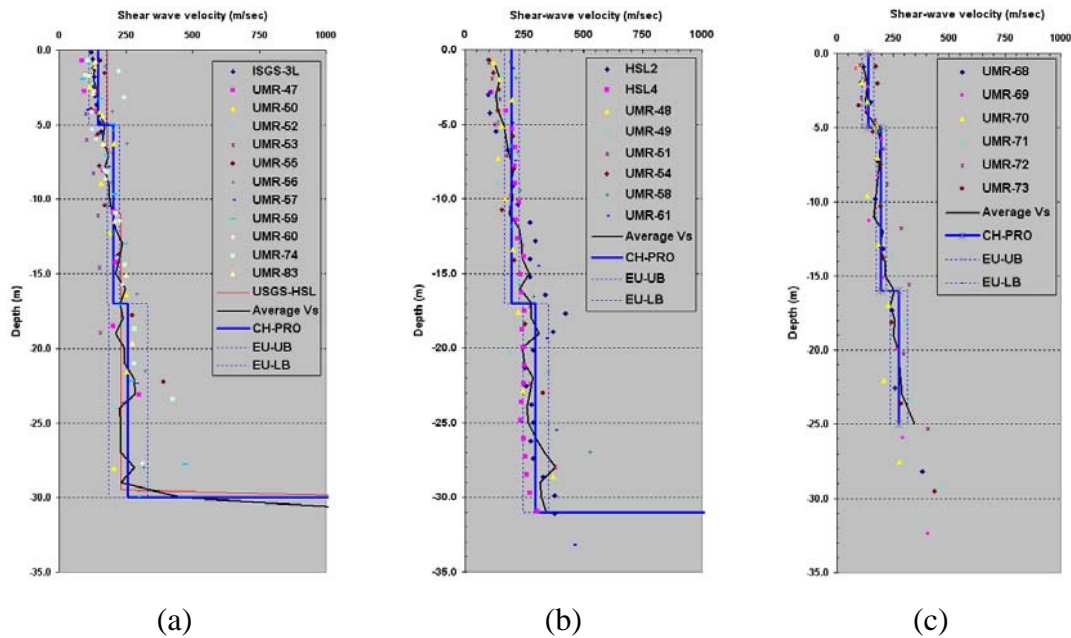 Shear wave velocity (m/sec)
0 250 500 750 1000
0.0
-5.0
-10.0
-15.0
-20.0
-25.0
-30.0
-35.0
Depth (m)
ISGS-3L
UMR-47
UMR-50
UMR-52
UMR-53
UMR-55
UMR-56
UMR-57
UMR-59
UMR-60
UMR-74
UMR-83
USGS-HSL
Average Vs
CH-PRO
EU-UB
EU-LB
(a)
Shear-wave velocity (m/sec)
0 250 500 750 1000
0.0
-5.0
-10.0
-15.0
-20.0
-25.0
-30.0
-35.0
Depth (m)
HSL2
HSL4
UMR-48
UMR-49
UMR-51
UMR-54
UMR-58
UMR-61
Average Vs
CH-PRO
EU-UB
EU-LB
(b)
Shear-wave velocity (m/sec)
0 250 500 750 1000
0.0
-5.0
-10.0
-15.0
-20.0
-25.0
-30.0
-35.0
Depth (m)
UMR-68
UMR-69
UMR-70
UMR-71
UMR-72
UMR-73
Average Vs
CH-PRO
EU-UB
EU-LB
(c)